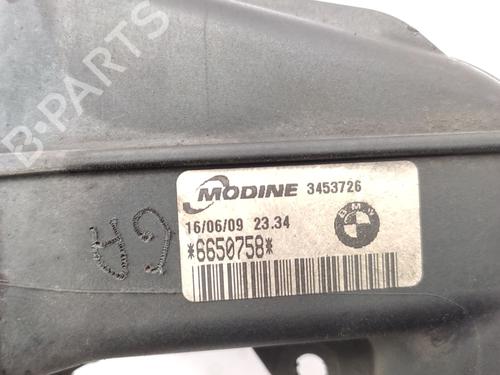 B-PARTS
MODINE 3453726
16/06/09 23.34
BMW
*6650758*